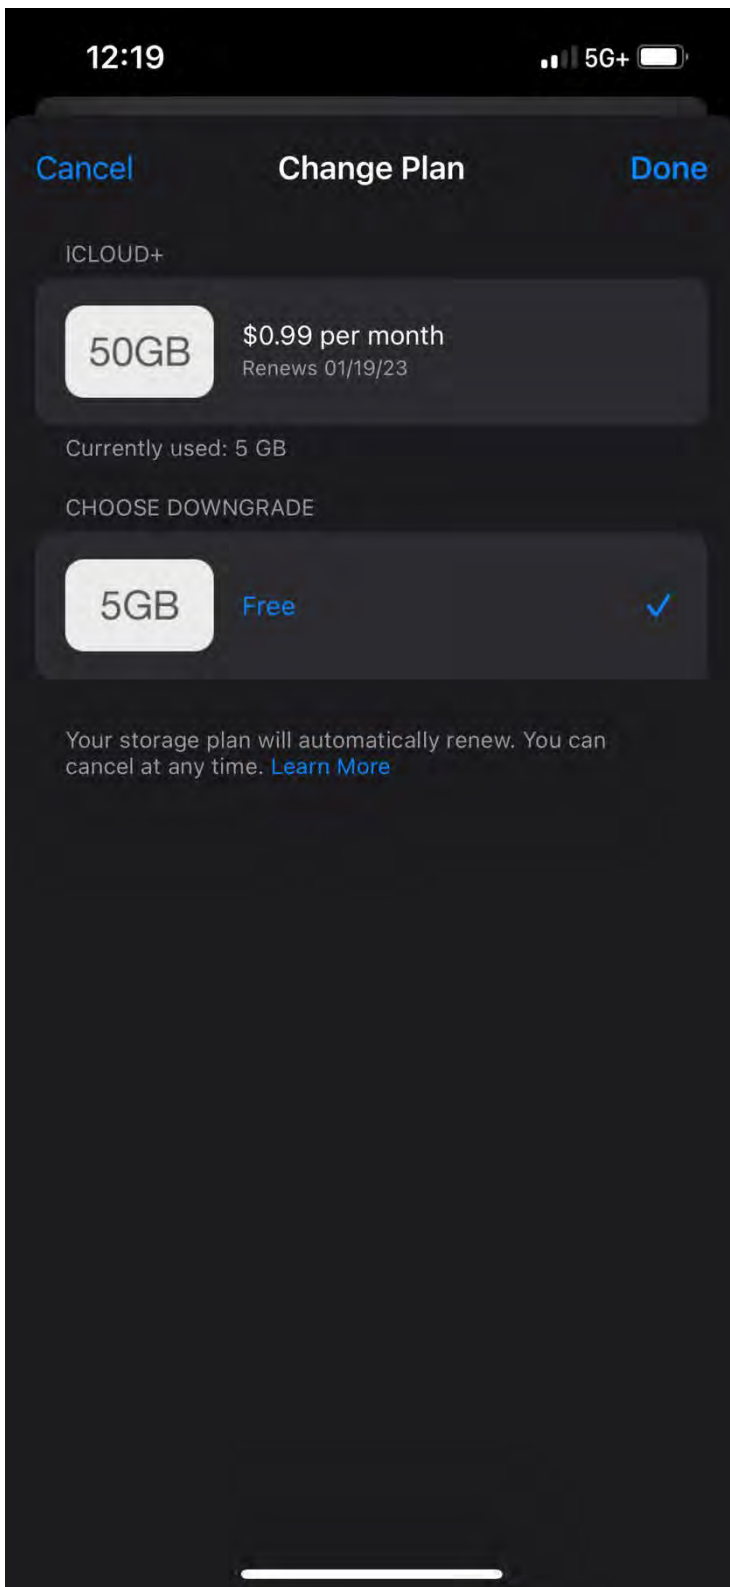 12:19
5G+
Cancel
Change Plan
Done
ICLOUD+
50GB
$0.99 per month
Renews 01/19/23
Currently used: 5 GB
CHOOSE DOWNGRADE
5GB
Free
Your storage plan will automatically renew. You can
cancel at any time. Learn More